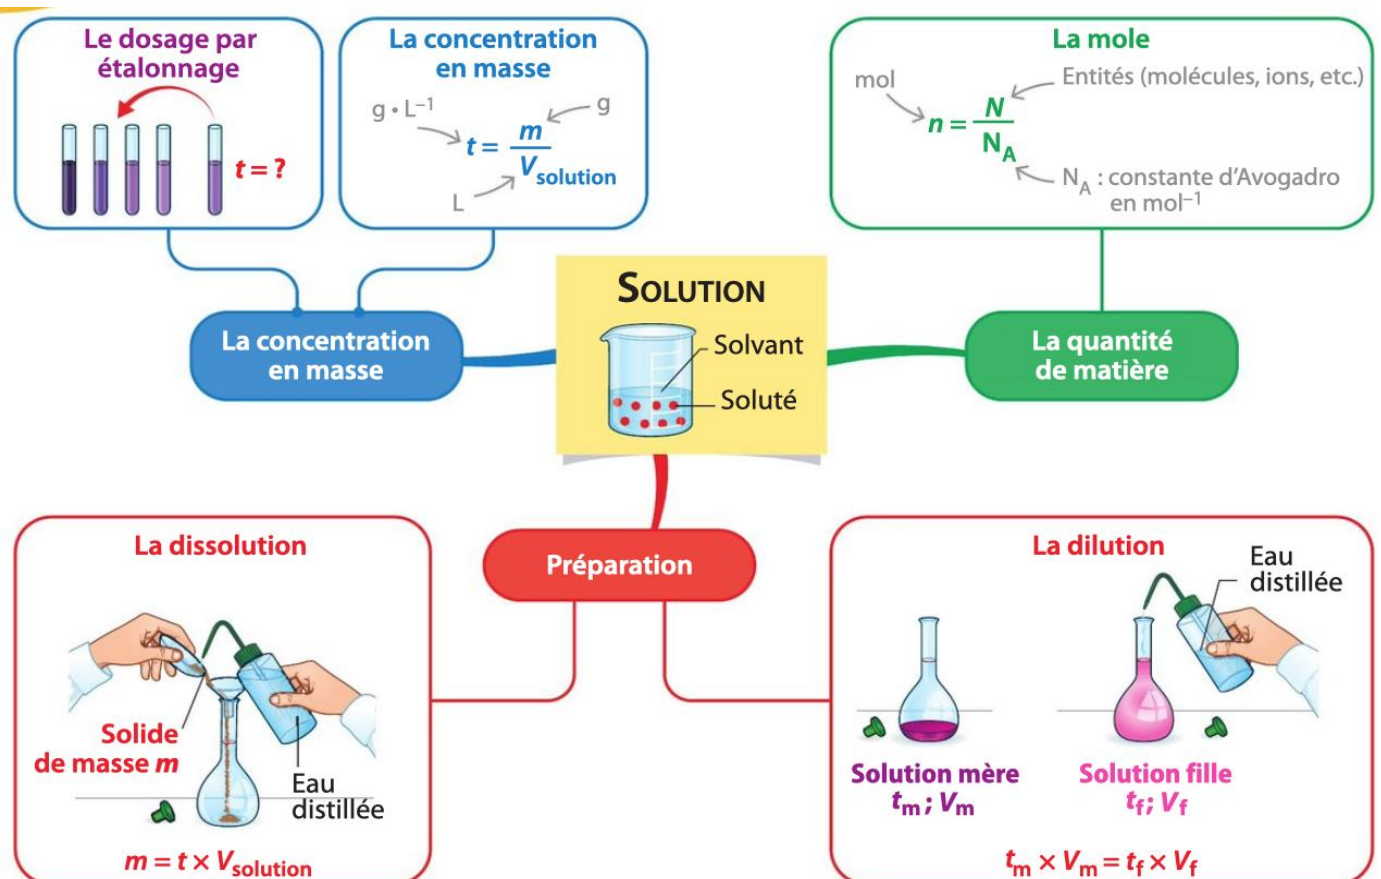 Le dosage par
étalonnage
t = ?
La concentration
en masse
g • L⁻¹
g
t = m / V solution
L
La mole
mol
Entités (molécules, ions, etc.)
n = N / N_A
N_A : constante d'Avogadro
en mol⁻¹
La concentration
en masse
SOLUTION
Solvant
Soluté
La quantité
de matière
Préparation
La dissolution
Solide
de masse m
Eau
distillée
m = t × V solution
La dilution
Eau
distillée
Solution mère
t_m ; V_m
Solution fille
t_f ; V_f
t_m × V_m = t_f × V_f